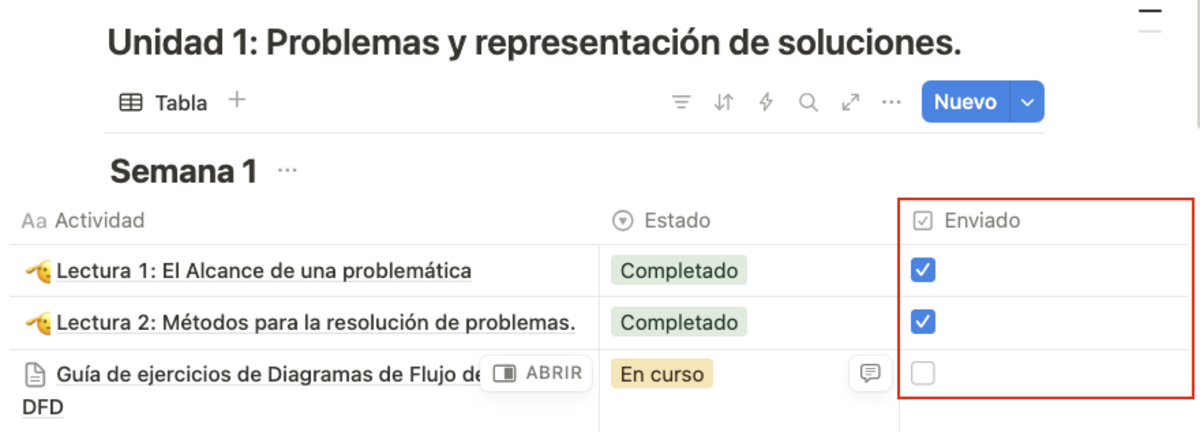 Unidad 1: Problemas y representación de soluciones.
Tabla
Nuevo
Semana 1
Aa Actividad
Estado
Enviado
Lectura 1: El Alcance de una problemática
Completado
Lectura 2: Métodos para la resolución de problemas.
Completado
Guía de ejercicios de Diagramas de Flujo de
ABRIR
En curso
DFD